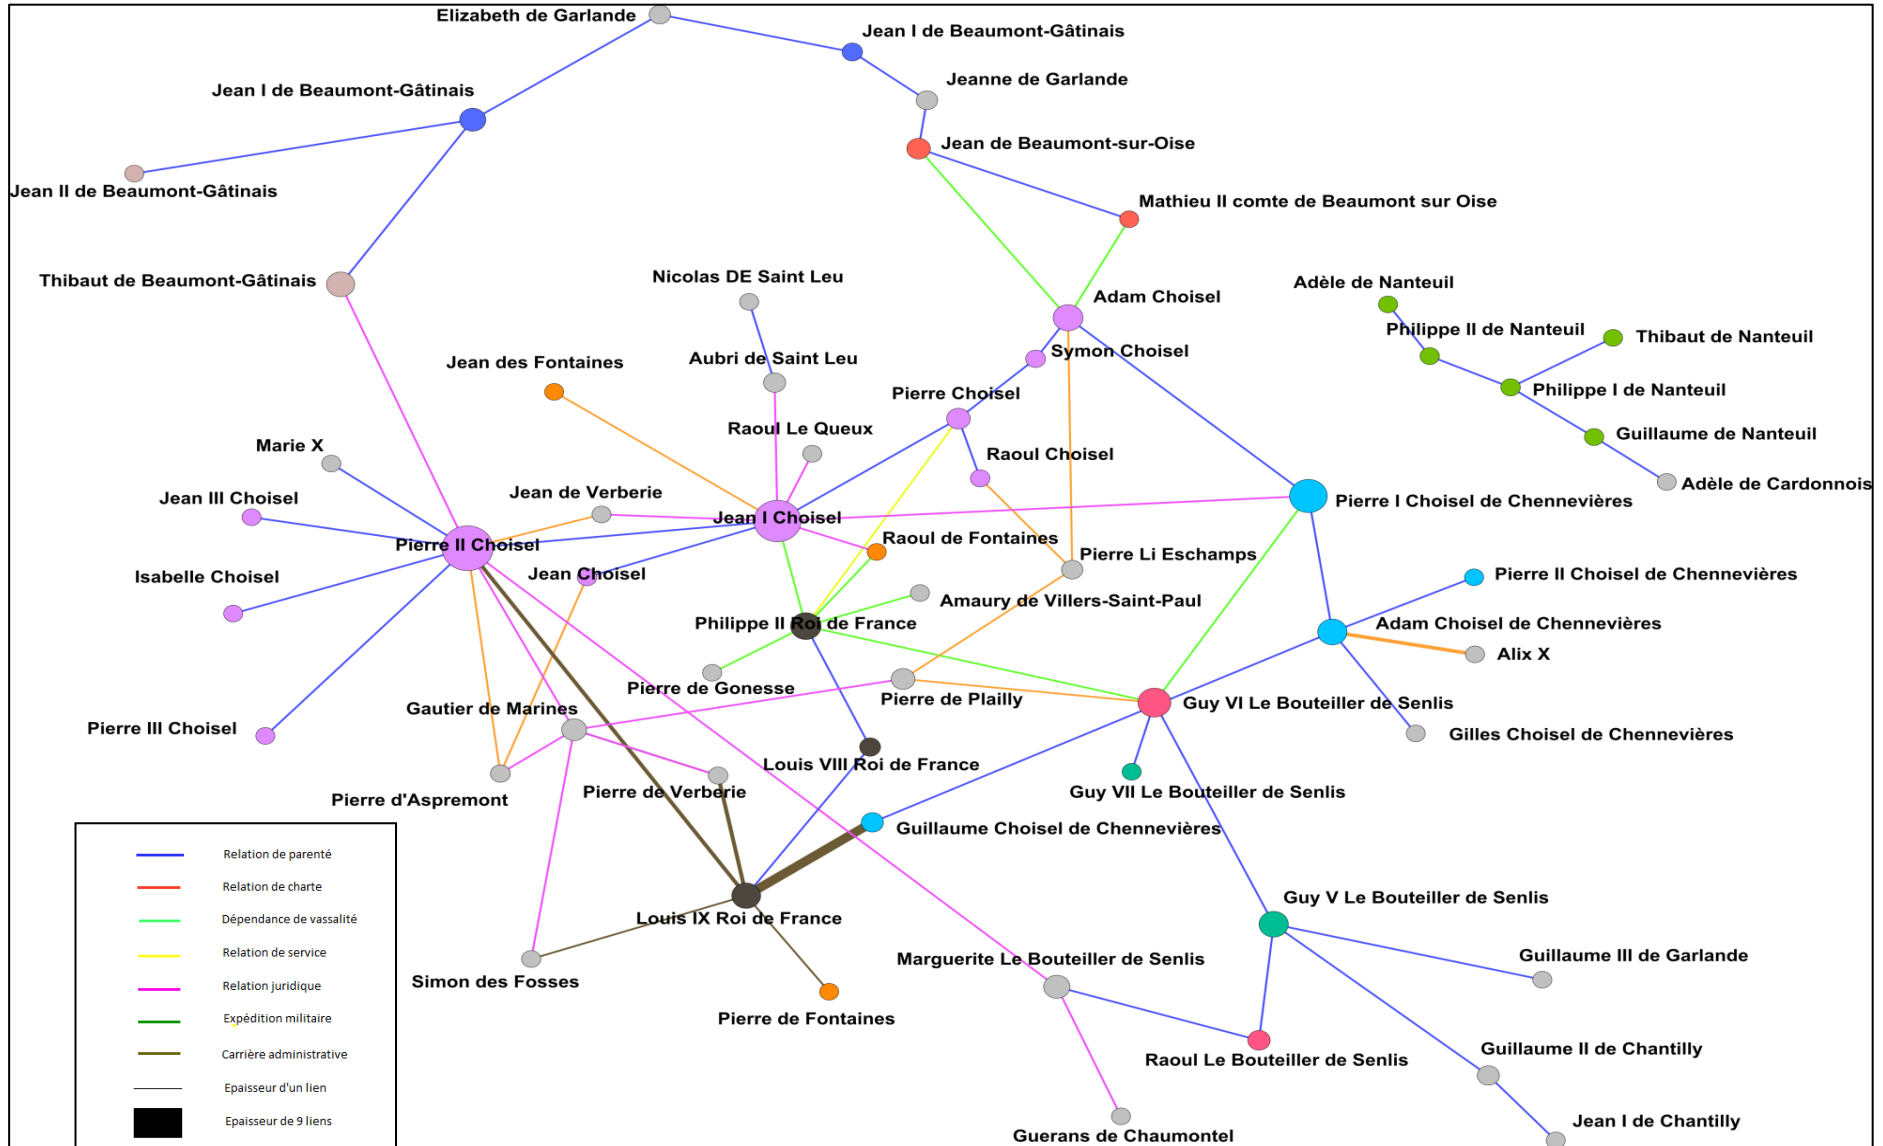 Elizabeth de Garlande
Jean I de Beaumont-Gâtinais
Jeanne de Garlande
Jean I de Beaumont-Gâtinais
Jean de Beaumont-sur-Oise
Jean II de Beaumont-Gâtinais
Mathieu II comte de Beaumont sur Oise
Thibaut de Beaumont-Gâtinais
Nicolas DE Saint Leu
Adam Choisel
Adèle de Nanteuil
Philippe II de Nanteuil
Thibaut de Nanteuil
Jean des Fontaines
Aubri de Saint Leu
Symon Choisel
Pierre Choisel
Philippe I de Nanteuil
Raoul Le Queux
Guillaume de Nanteuil
Marie X
Raoul Choisel
Adèle de Cardonnois
Jean III Choisel
Jean de Verberie
Pierre I Choisel de Chennevières
Jean I Choisel
Pierre II Choisel
Raoul de Fontaines
Pierre Li Eschamps
Isabelle Choisel
Jean Choisel
Pierre II Choisel de Chennevières
Amaury de Villers-Saint-Paul
Philippe II Roi de France
Adam Choisel de Chennevières
Alix X
Pierre de Gonesse
Pierre de Plailly
Guy VI Le Bouteiller de Senlis
Gautier de Marines
Pierre III Choisel
Gilles Choisel de Chennevières
Louis VIII Roi de France
Pierre d'Aspremont
Pierre de Verberie
Guy VII Le Bouteiller de Senlis
Guillaume Choisel de Chennevières
Louis IX Roi de France
Guy V Le Bouteiller de Senlis
Simon des Fosses
Marguerite Le Bouteiller de Senlis
Guillaume III de Garlande
Pierre de Fontaines
Raoul Le Bouteiller de Senlis
Guillaume II de Chantilly
Guerans de Chaumontel
Jean I de Chantilly
Relation de parenté
Relation de charte
Dépendance de vassalité
Relation de service
Relation juridique
Expédition militaire
Carrière administrative
Epaisseur d'un lien
Epaisseur de 9 liens